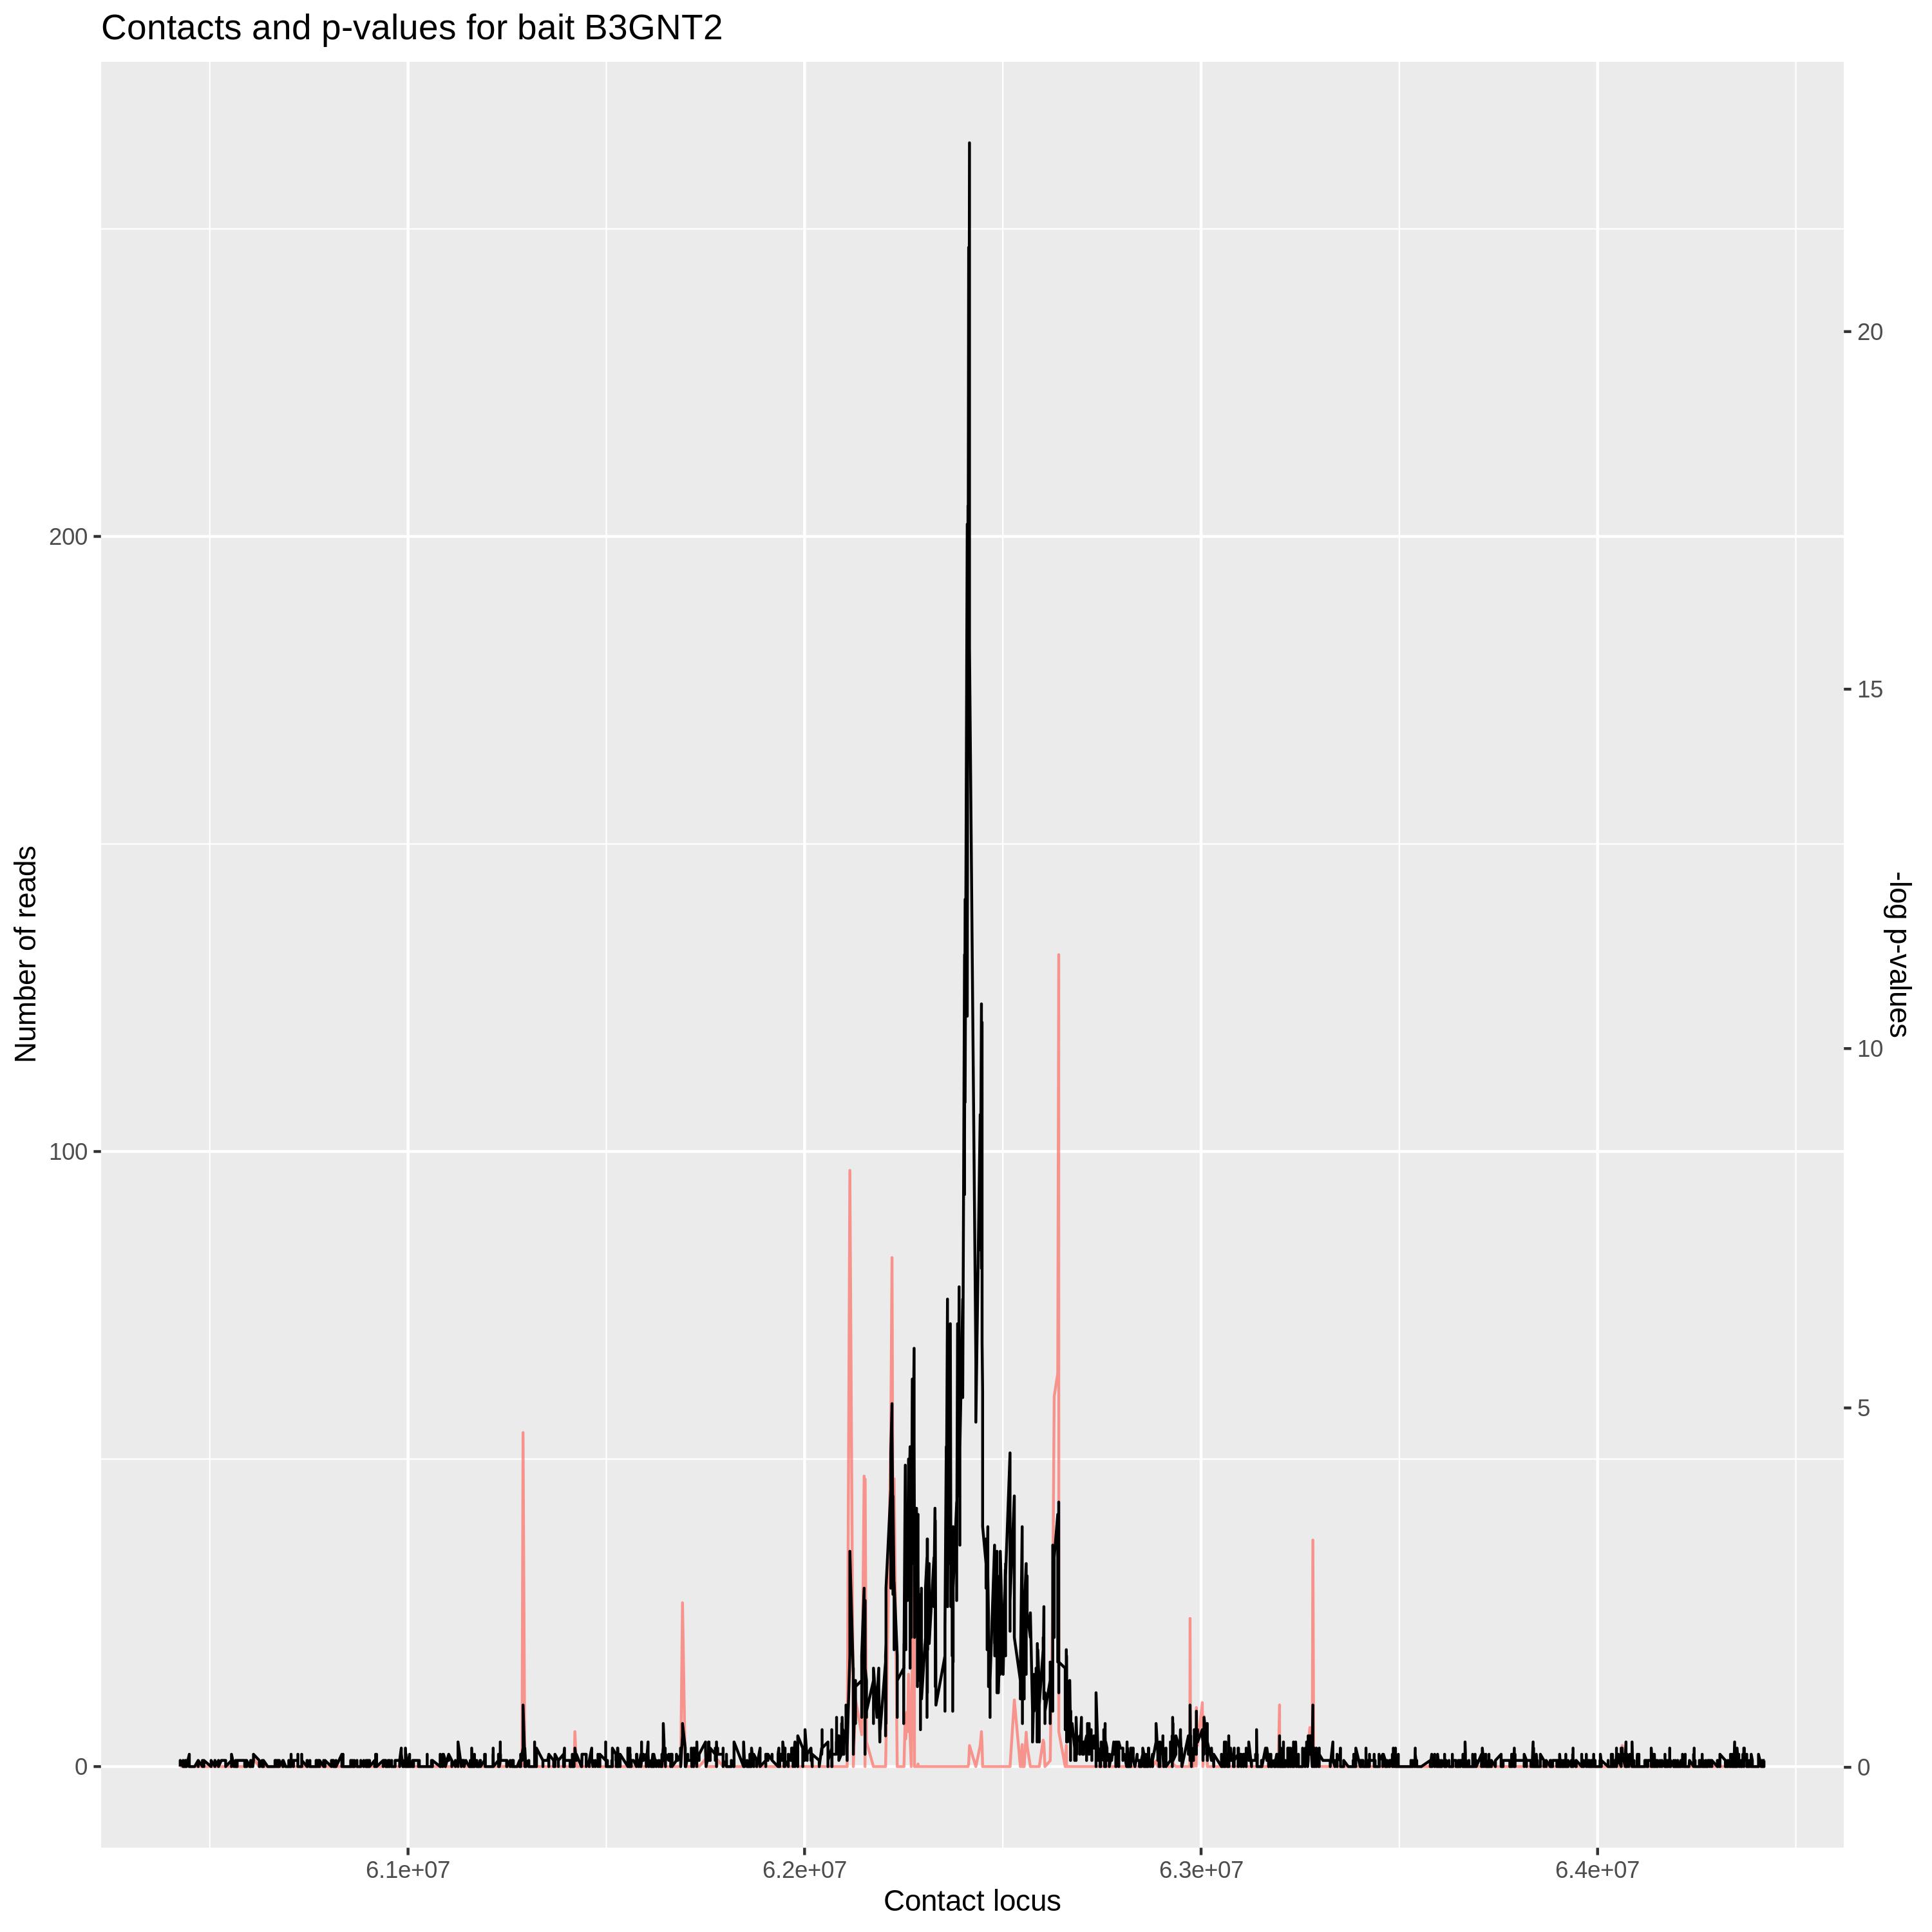 Contacts and p-values for bait B3GNT2
Number of reads
200
100
0
20
15
10
5
0
-log p-values
6.1e+07
6.2e+07
6.3e+07
6.4e+07
Contact locus